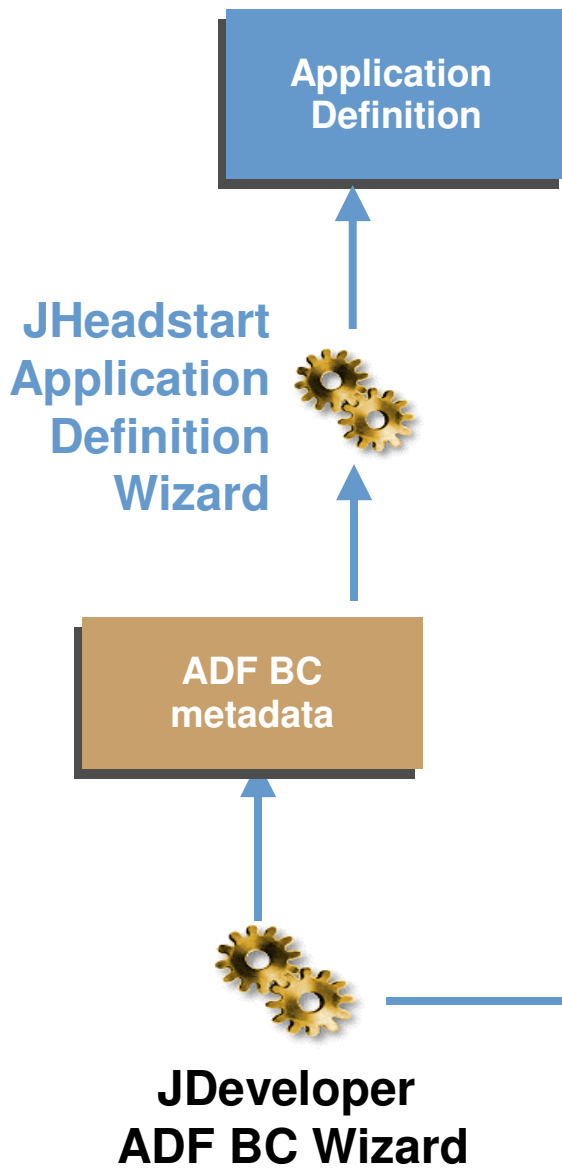 Application
Definition
JHeadstart
Application
Definition
Wizard
ADF BC
metadata
JDeveloper
ADF BC Wizard